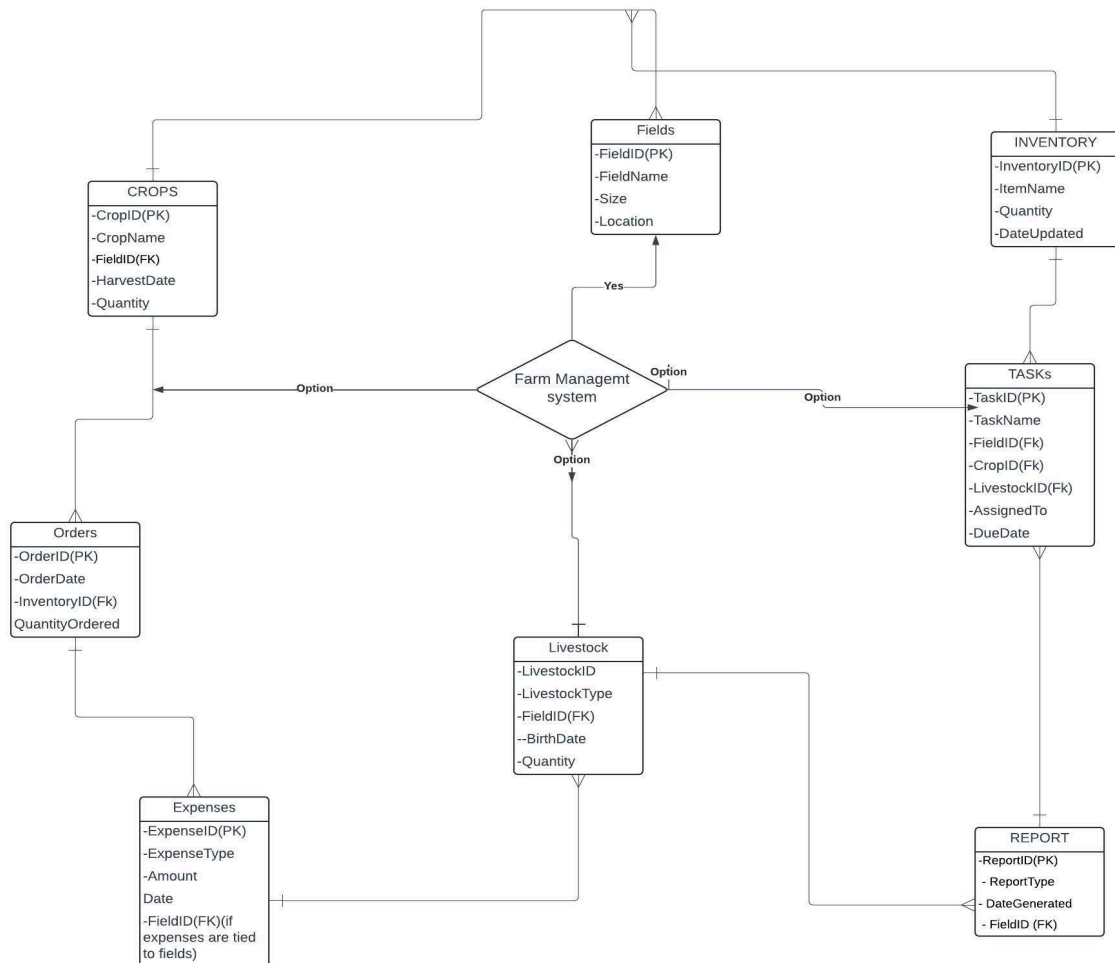 Fields
-FieldID(PK)
-FieldName
-Size
-Location
INVENTORY
-InventoryID(PK)
-ItemName
-Quantity
-DateUpdated
CROPS
-CropID(PK)
-CropName
-FieldID(FK)
-HarvestDate
-Quantity
Yes
Farm Managemt
system
Option
Option
Option
Option
TASKs
-TaskID(PK)
-TaskName
-FieldID(Fk)
-CropID(Fk)
-LivestockID(Fk)
-AssignedTo
-DueDate
Orders
-OrderID(PK)
-OrderDate
-InventoryID(Fk)
QuantityOrdered
Livestock
-LivestockID
-LivestockType
-FieldID(FK)
--BirthDate
-Quantity
Expenses
-ExpenseID(PK)
-ExpenseType
-Amount
Date
-FieldID(FK)(if
expenses are tied
to fields)
REPORT
-ReportID(PK)
- ReportType
- DateGenerated
- FieldID (FK)